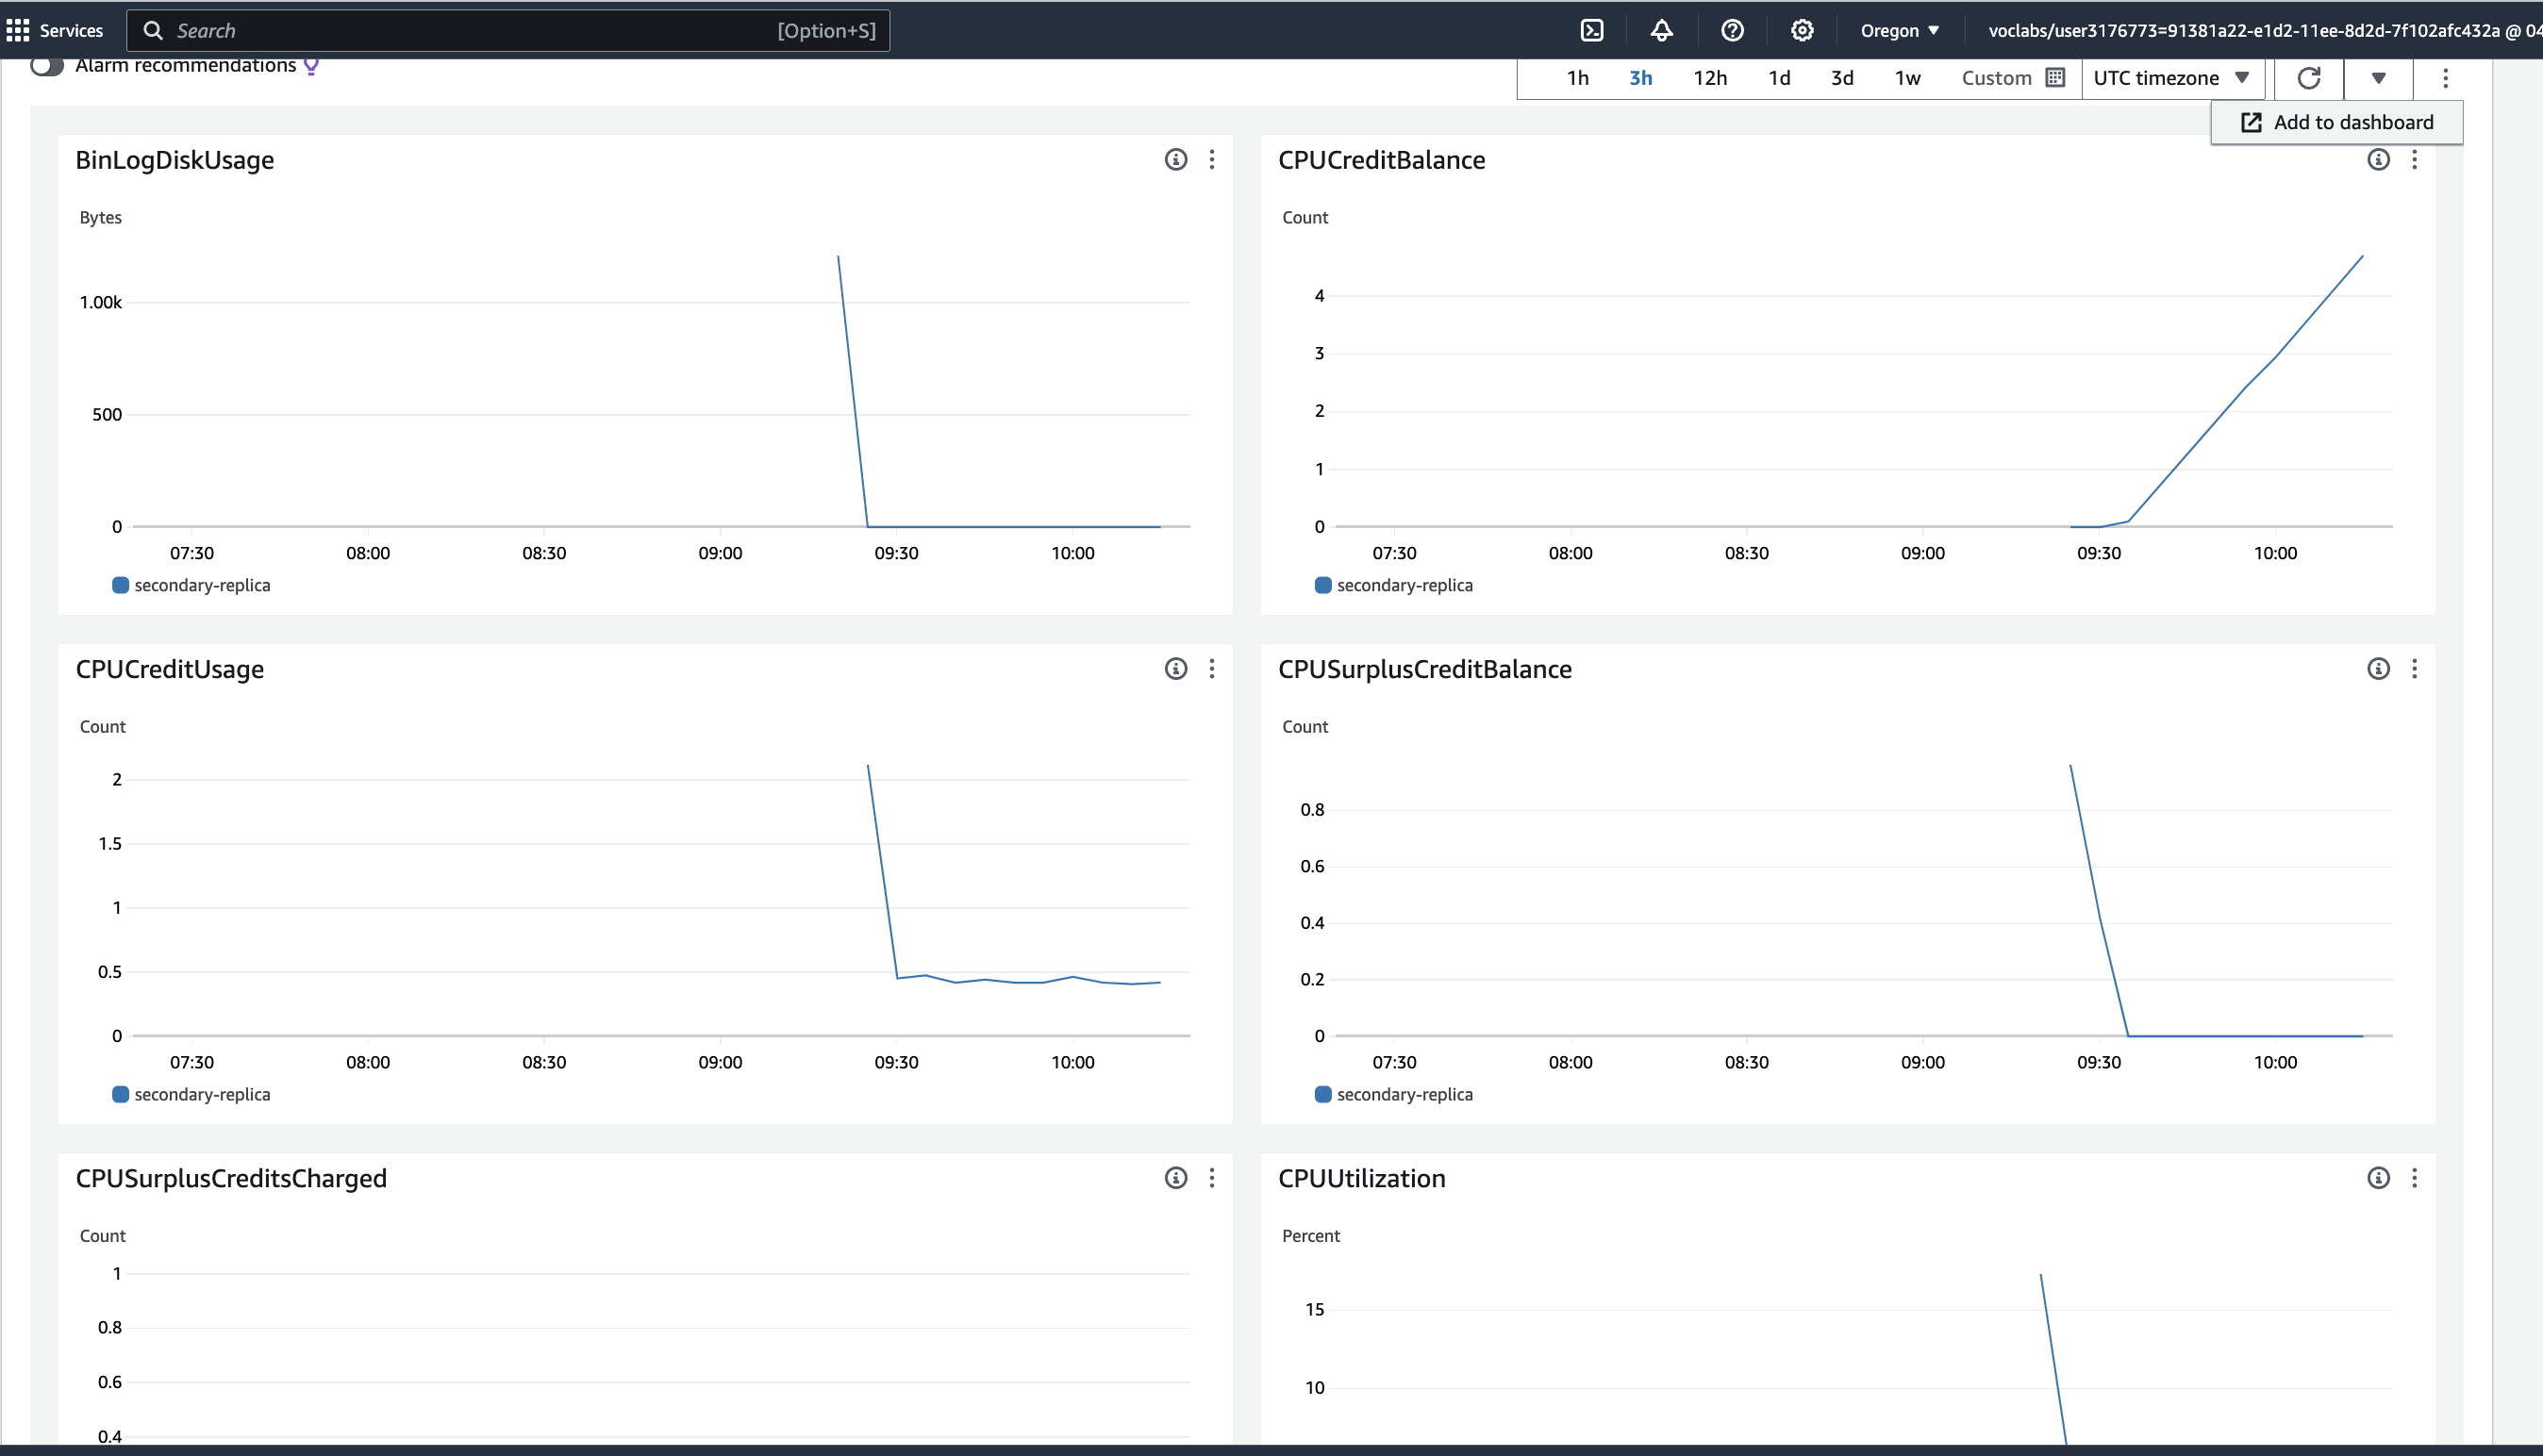 Services
Search
[Option+S]
Oregon
voclabs/user3176773=91381a22-e1d2-11ee-8d2d-7f102afc432a @ 04
Alarm recommendations
1h 3h 12h 1d 3d 1w Custom UTC timezone
Add to dashboard
BinLogDiskUsage
Bytes
1.00k
500
0
07:30 08:00 08:30 09:00 09:30 10:00
secondary-replica
CPUCreditBalance
Count
4
3
2
1
0
07:30 08:00 08:30 09:00 09:30 10:00
secondary-replica
CPUCreditUsage
Count
2
1.5
1
0.5
0
07:30 08:00 08:30 09:00 09:30 10:00
secondary-replica
CPUSurplusCreditBalance
Count
0.8
0.6
0.4
0.2
0
07:30 08:00 08:30 09:00 09:30 10:00
secondary-replica
CPUSurplusCreditsCharged
Count
1
0.8
0.6
0.4
CPUUtilization
Percent
15
10